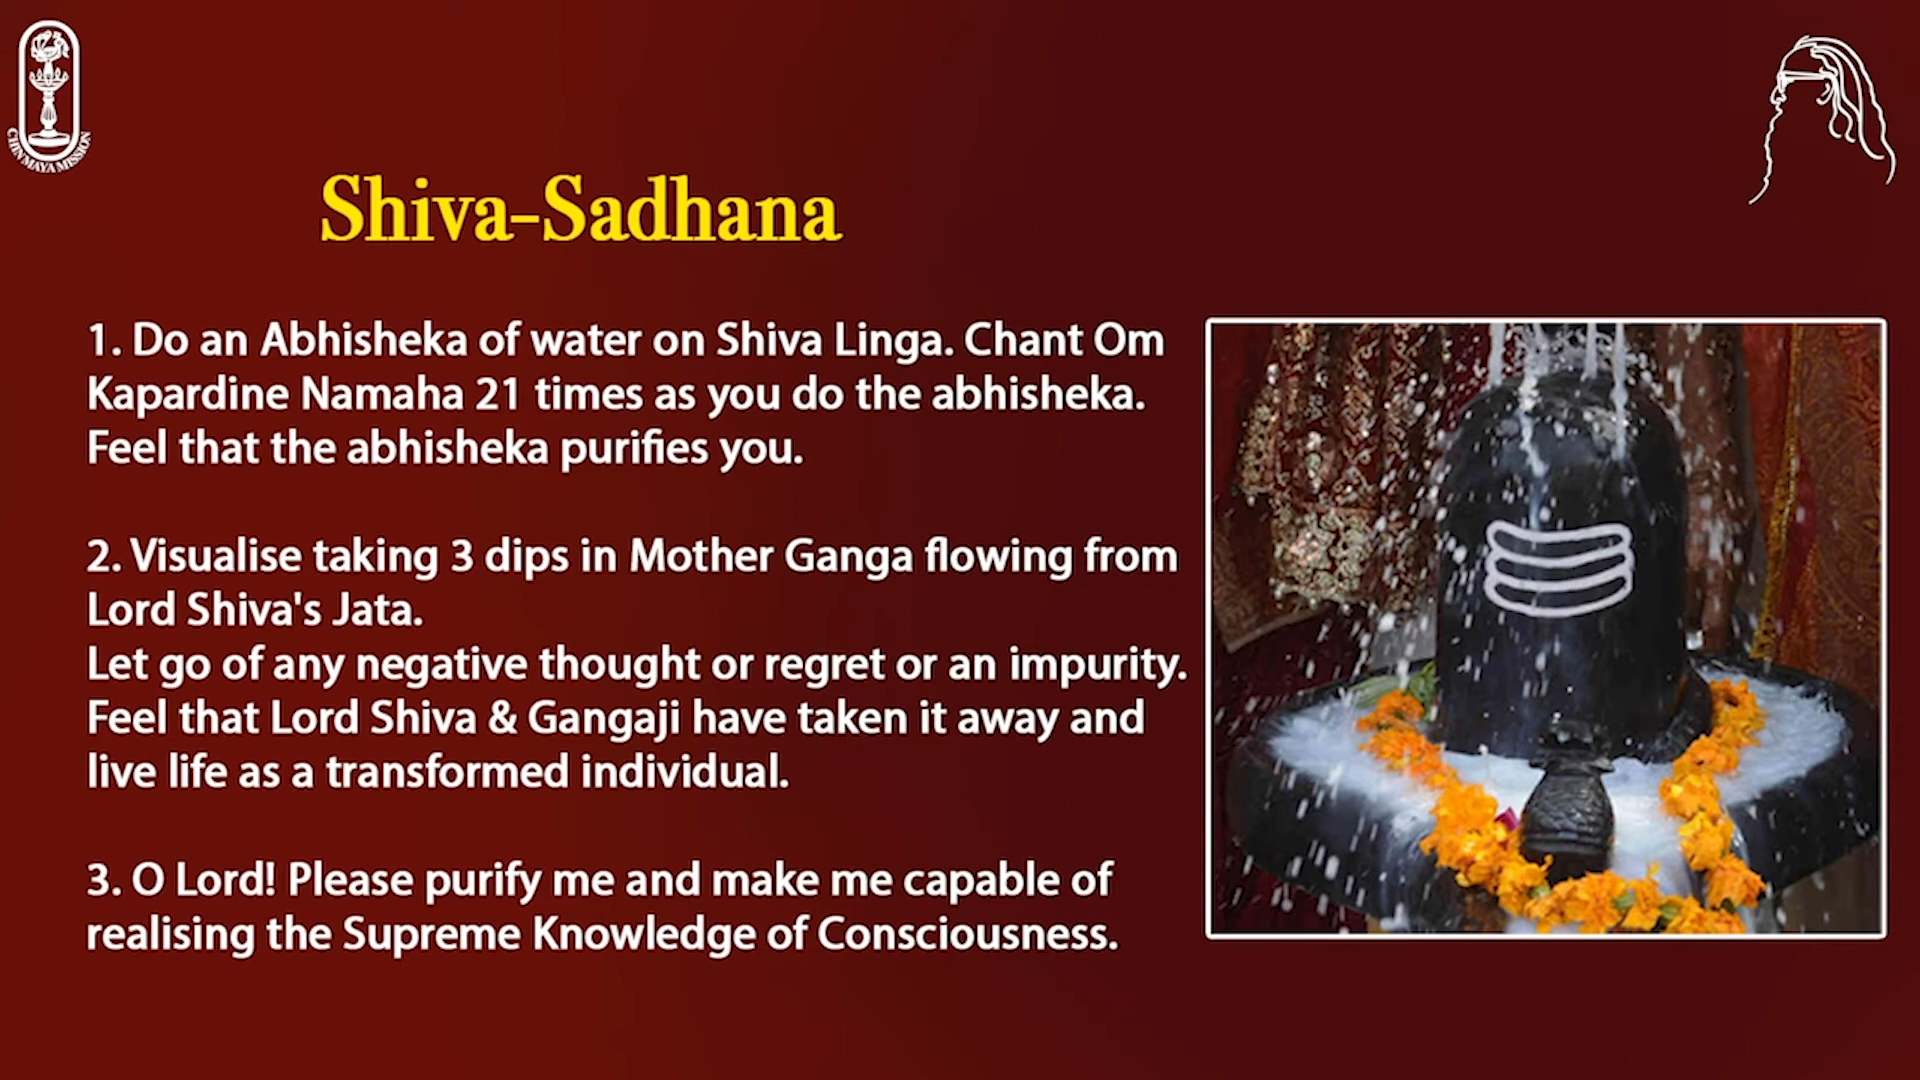 CHINMAYA MISSION
Shiva-Sadhana
1. Do an Abhisheka of water on Shiva Linga. Chant Om
Kapardine Namaha 21 times as you do the abhisheka.
Feel that the abhisheka purifies you.
2. Visualise taking 3 dips in Mother Ganga flowing from
Lord Shiva's Jata.
Let go of any negative thought or regret or an impurity.
Feel that Lord Shiva & Gangaji have taken it away and
live life as a transformed individual.
3. O Lord! Please purify me and make me capable of
realising the Supreme Knowledge of Consciousness.